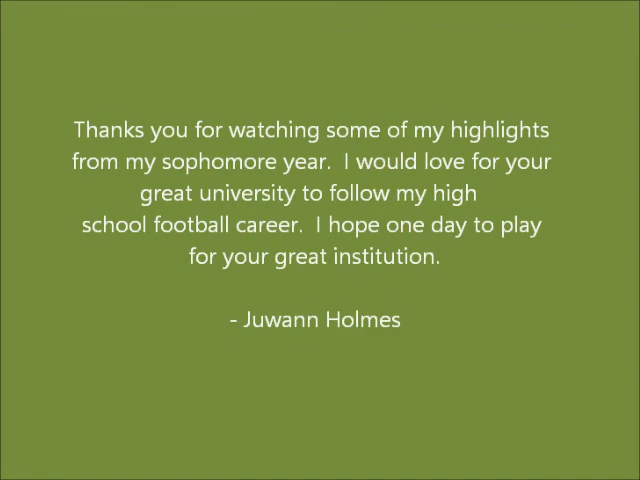 Thanks you for watching some of my highlights
from my sophomore year.  I would love for your
great university to follow my high
school football career.  I hope one day to play
for your great institution.
- Juwann Holmes